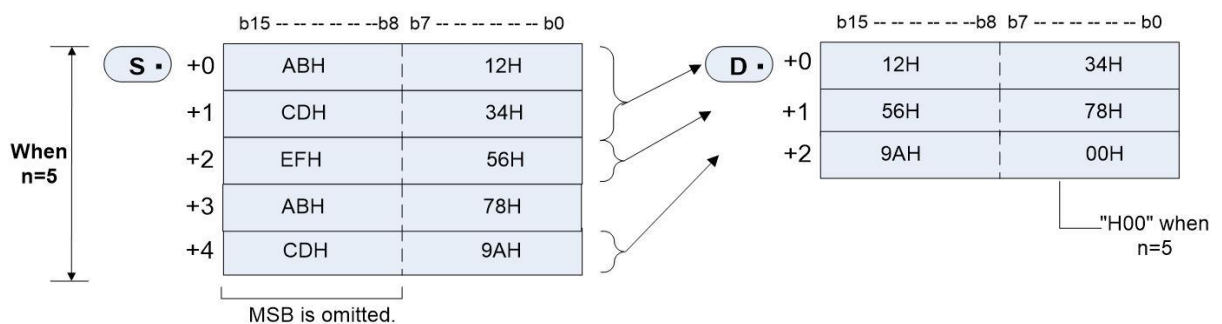 b15 -- -- -- -- --b8 b7 -- -- -- -- -- b0
b15 -- -- -- -- --b8 b7 -- -- -- -- -- b0
When
n=5
S ·
+0 ABH 12H
+1 CDH 34H
+2 EFH 56H
+3 ABH 78H
+4 CDH 9AH
MSB is omitted.
D ·
+0 12H 34H
+1 56H 78H
+2 9AH 00H
"H00" when
n=5